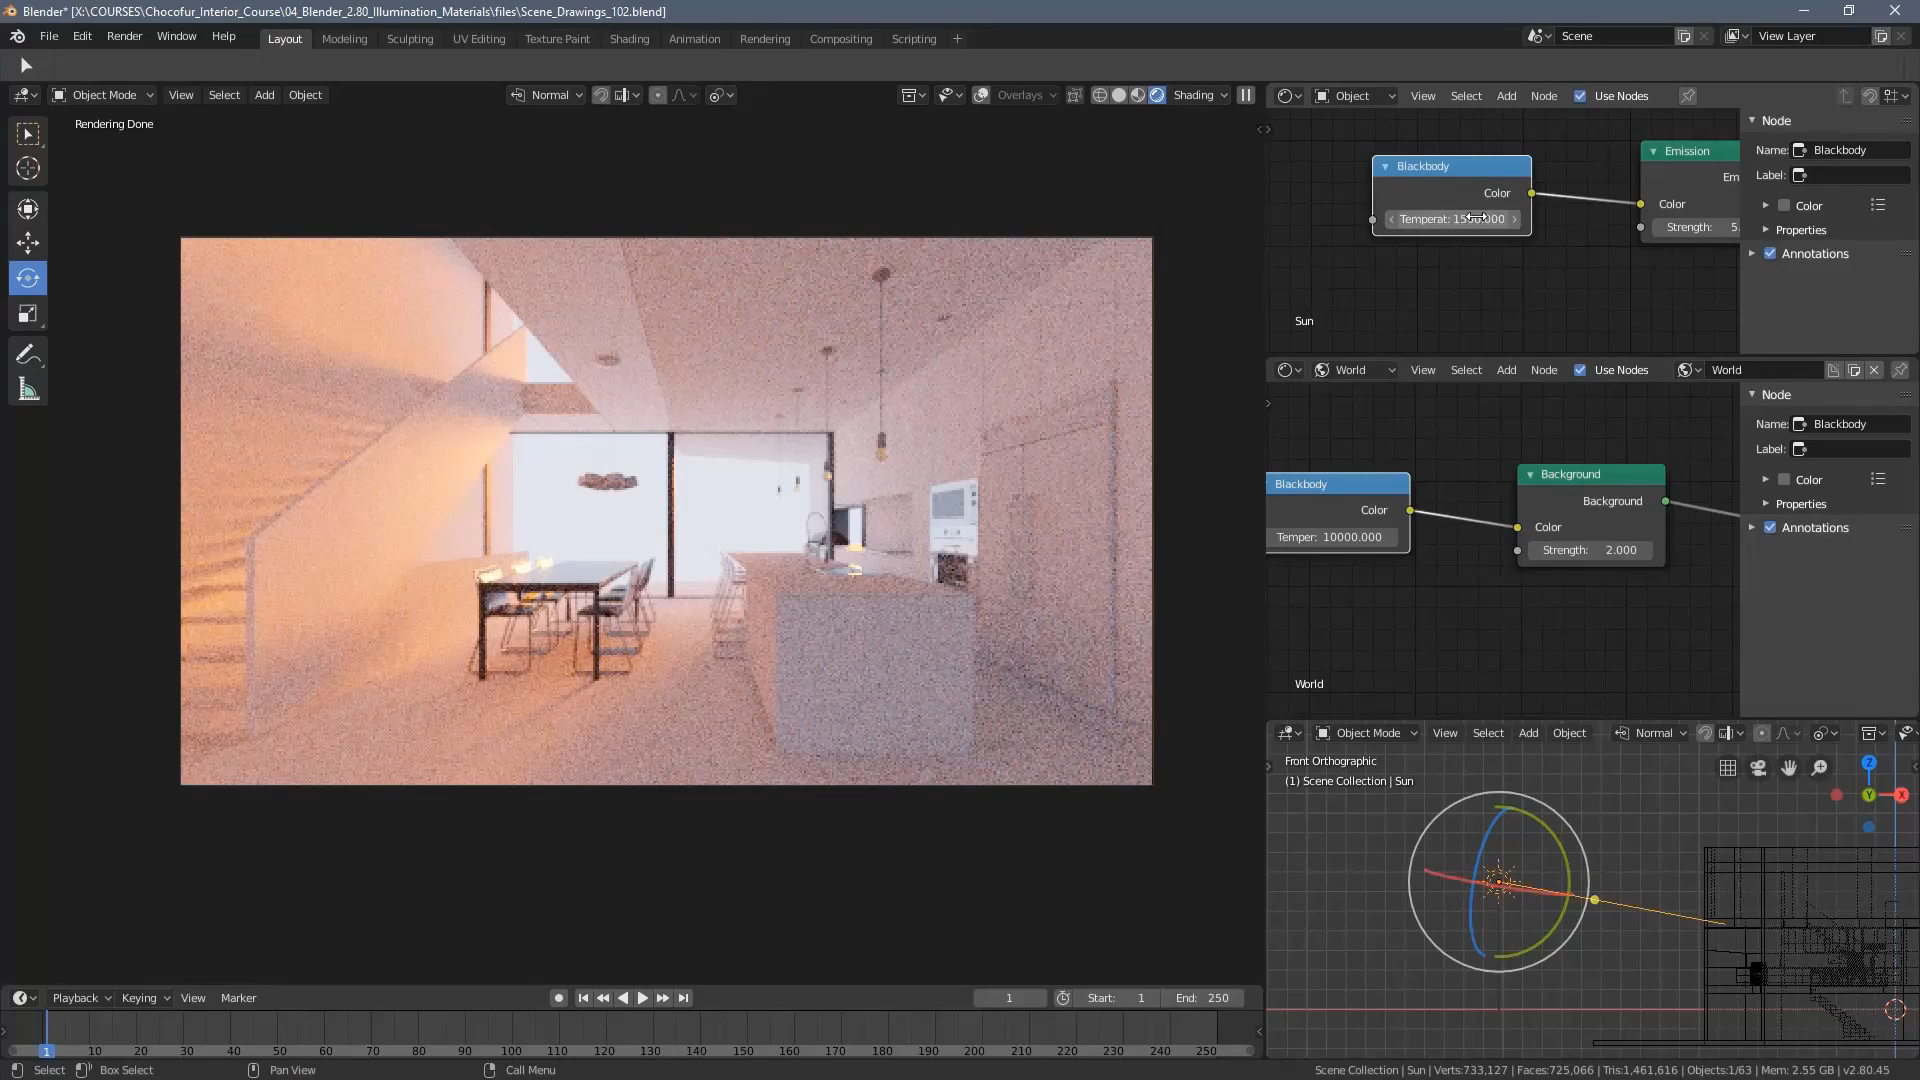 Blender* [X:\COURSES\Chocofur_Interior_Course\04_Blender_2.80_Illumination_Materials\files\Scene_Drawings_102.blend]
File Edit Render Window Help Layout Modeling Sculpting UV Editing Texture Paint Shading Animation Rendering Compositing Scripting + Scene View Layer
Object Mode View Select Add Object Normal Overlays Shading
Rendering Done
Object View Select Add Node Use Nodes
Node
Name: Blackbody
Label:
Color
Properties
Annotations
Blackbody
Color
Temperat:
Emission
Em
Color
Strength: 5.
Sun
World View Select Add Node Use Nodes World
Node
Name: Blackbody
Label:
Color
Properties
Annotations
Blackbody
Color
Temper: 10000.000
Background
Background
Color
Strength: 2.000
World
Object Mode View Select Add Object Normal
Front Orthographic
(1) Scene Collection | Sun
Z
Y
X
Playback Keying View Marker 1 Start: 1 End: 250
1 10 20 30 40 50 60 70 80 90 100 110 120 130 140 150 160 170 180 190 200 210 220 230 240 250
Select Box Select Pan View Call Menu Scene Collection | Sun | Verts:733,127 | Faces:725,066 | Tris:1,461,616 | Objects:1/63 | Mem: 2.55 GB | v2.80.45